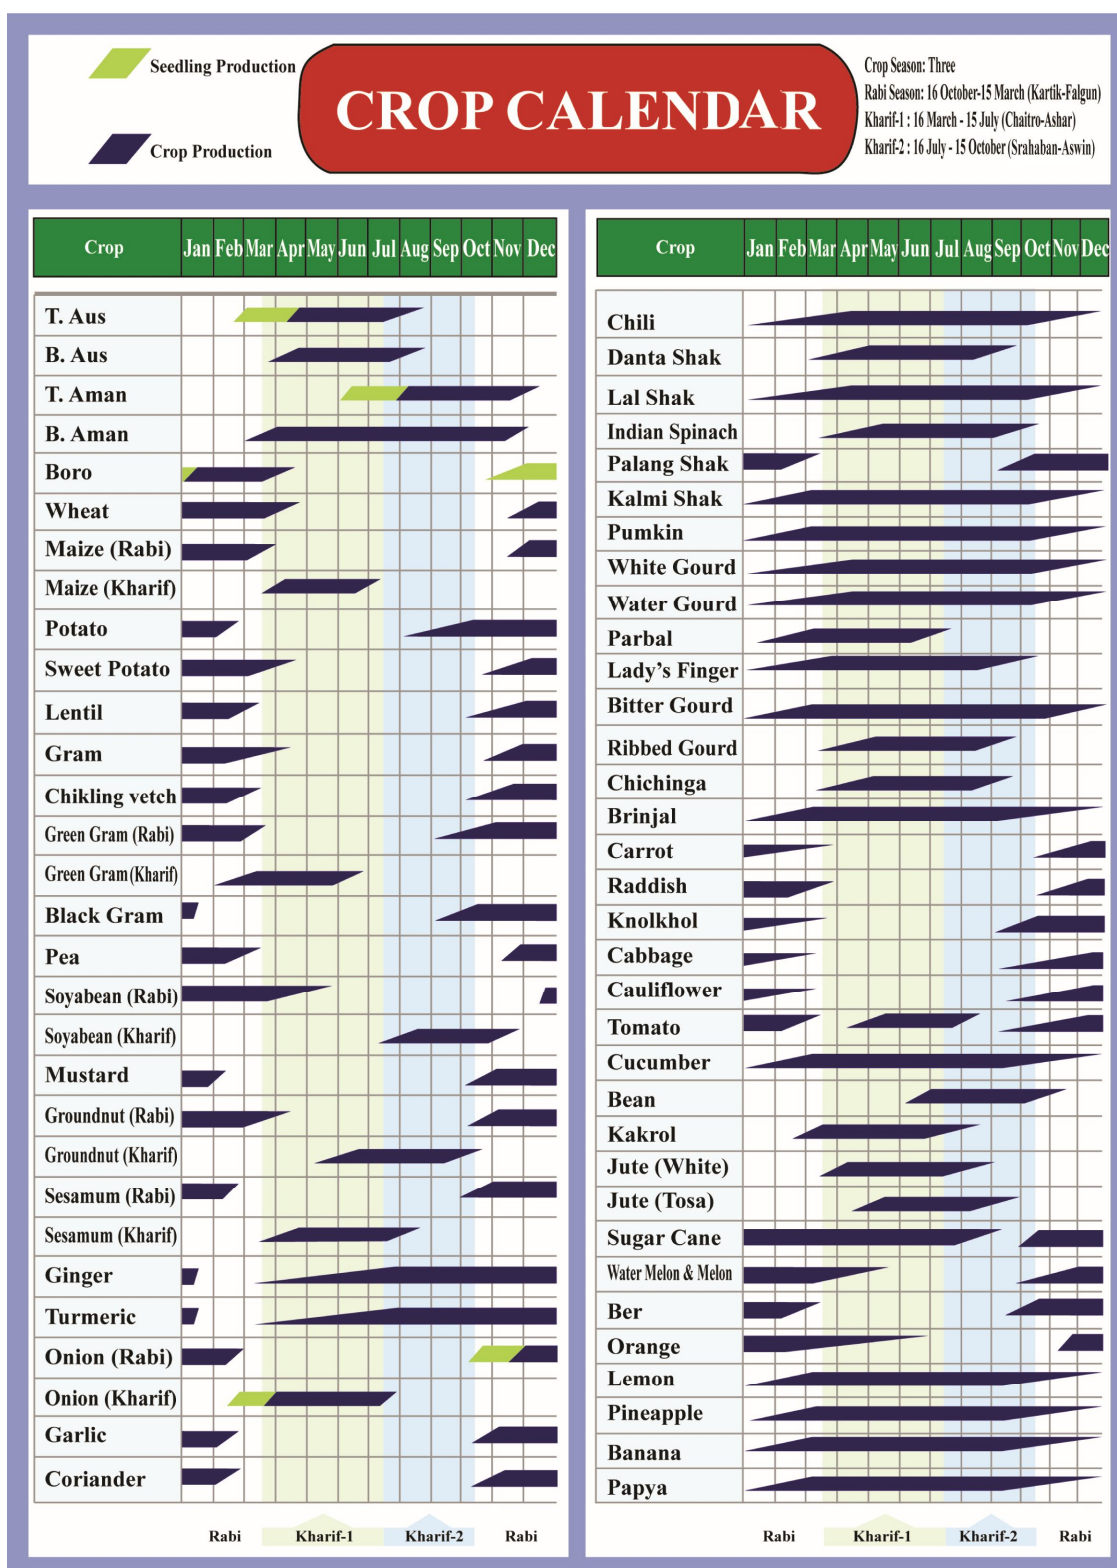 Seedling Production
Crop Production
CROP CALENDAR
Crop Season: Three
Rabi Season: 16 October-15 March (Kartik-Falgun)
Kharif-1 : 16 March - 15 July (Chaitro-Ashar)
Kharif-2 : 16 July - 15 October (Srahaban-Aswin)
Crop Jan Feb Mar Apr May Jun Jul Aug Sep Oct Nov Dec
T. Aus
B. Aus
T. Aman
B. Aman
Boro
Wheat
Maize (Rabi)
Maize (Kharif)
Potato
Sweet Potato
Lentil
Gram
Chikling vetch
Green Gram (Rabi)
Green Gram (Kharif)
Black Gram
Pea
Soyabean (Rabi)
Soyabean (Kharif)
Mustard
Groundnut (Rabi)
Groundnut (Kharif)
Sesamum (Rabi)
Sesamum (Kharif)
Ginger
Turmeric
Onion (Rabi)
Onion (Kharif)
Garlic
Coriander
Rabi Kharif-1 Kharif-2 Rabi
Crop Jan Feb Mar Apr May Jun Jul Aug Sep Oct Nov Dec
Chili
Danta Shak
Lal Shak
Indian Spinach
Palang Shak
Kalmi Shak
Pumkin
White Gourd
Water Gourd
Parbal
Lady's Finger
Bitter Gourd
Ribbed Gourd
Chichinga
Brinjal
Carrot
Raddish
Knolkhol
Cabbage
Cauliflower
Tomato
Cucumber
Bean
Kakrol
Jute (White)
Jute (Tosa)
Sugar Cane
Water Melon & Melon
Ber
Orange
Lemon
Pineapple
Banana
Papya
Rabi Kharif-1 Kharif-2 Rabi